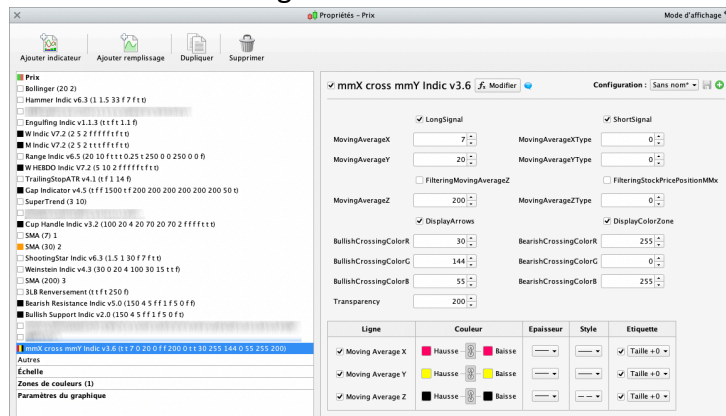 Propriétés - Prix
Mode d'affichage
Ajouter indicateur
Ajouter remplissage
Dupliquer
Supprimer
Prix
Bollinger (20 2)
Hammer Indic v6.3 (1 1.5 33 f 7 f t t)
Engulfing Indic v1.1.3 (t t f t 1.1 f)
W Indic V7.2 (2 5 2 f f f f f t f t t)
M Indic V7.2 (2 5 2 t t t f f t f t t)
Range Indic v6.5 (20 10 f t t t 0.25 t 250 0 0 250 0 0 f)
W HEBDO Indic V7.2 (5 10 2 f f f f f t f t t)
TrailingStopATR v4.1 (t f 1 14 f)
Gap Indicator v4.5 (t f f 1500 t f 200 200 200 200 200 200 50 t)
SuperTrend (3 10)
Cup Handle Indic v3.2 (100 20 4 20 70 20 70 2 f f f f t t t)
SMA (7) 1
SMA (30) 2
ShootingStar Indic v6.3 (1.5 1 30 f 7 f t t)
Weinstein Indic v4.3 (30 0 20 4 100 30 15 t t f)
SMA (200) 3
3LB Renversement (t t f t 250 f)
Bearish Resistance Indic v5.0 (150 4 5 f f 1 f 5 0 f f)
Bullish Support Indic v2.0 (150 4 5 f f 1 f 5 0 f t)
mmX cross mmY Indic v3.6 (t t 7 0 20 0 f f 200 0 t t 30 255 144 0 55 255 200)
Autres
Échelle
Zones de couleurs (1)
Paramètres du graphique
mmX cross mmY Indic v3.6 fx Modifier Configuration : Sans nom*
LongSignal ShortSignal
MovingAverageX 7 MovingAverageXType 0
MovingAverageY 20 MovingAverageYType 0
FilteringMovingAverageZ FilteringStockPricePositionMMx
MovingAverageZ 200 MovingAverageZType 0
DisplayArrows DisplayColorZone
BullishCrossingColorR 30 BearishCrossingColorR 255
BullishCrossingColorG 144 BearishCrossingColorG 0
BullishCrossingColorB 55 BearishCrossingColorB 255
Transparency 200
Ligne Couleur Epaisseur Style Etiquette
Moving Average X Hausse Baisse Taille +0
Moving Average Y Hausse Baisse Taille +0
Moving Average Z Hausse Baisse Taille +0